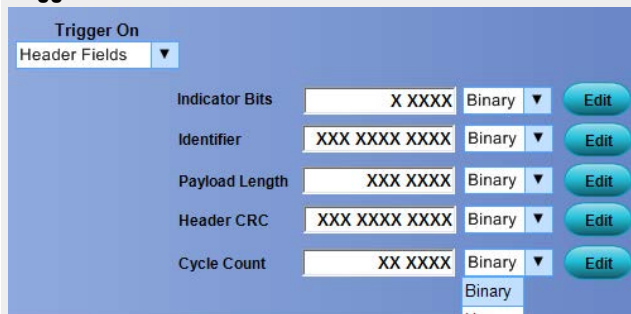 Trigger On
Header Fields
Indicator Bits X XXXX Binary Edit
Identifier XXX XXXX XXXX Binary Edit
Payload Length XXX XXXX Binary Edit
Header CRC XXX XXXX XXXX Binary Edit
Cycle Count XX XXXX Binary Edit
Binary